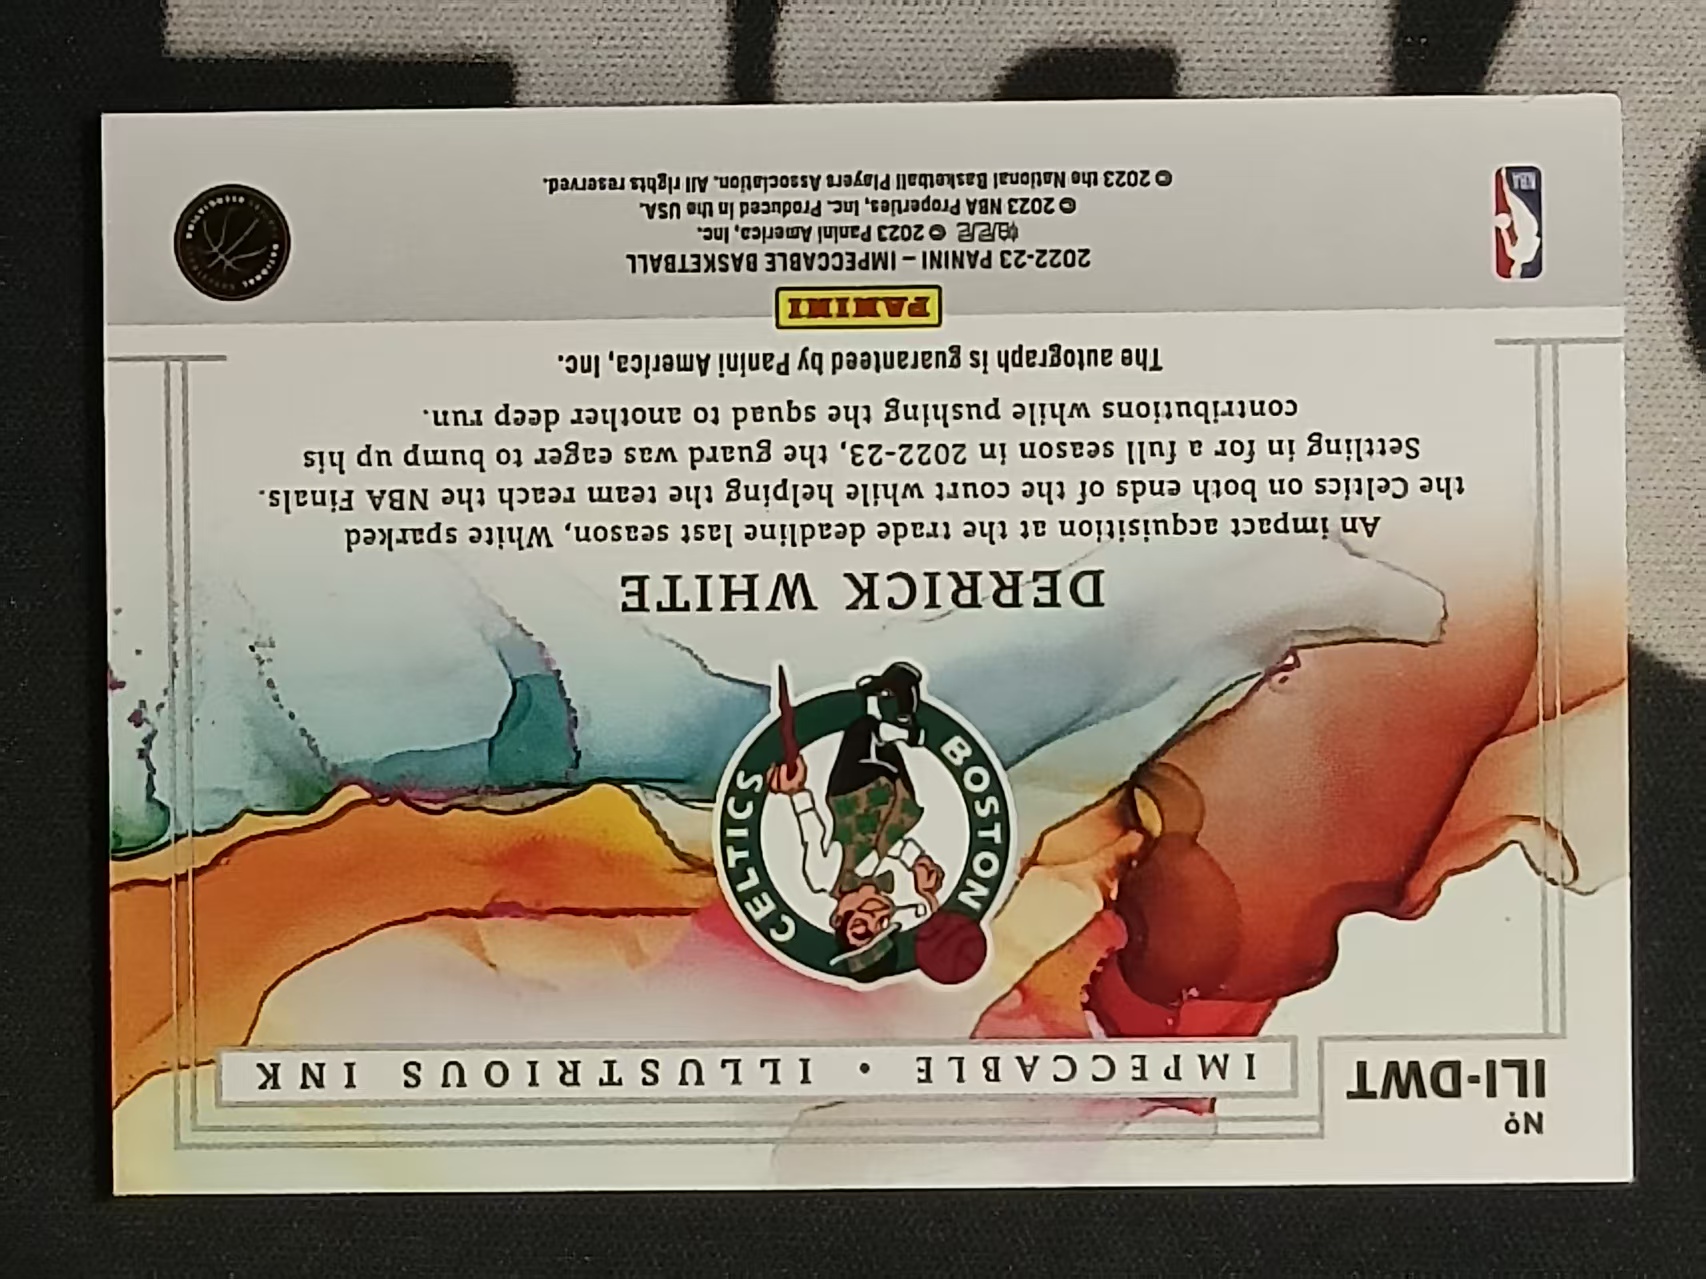 Nº
ILI-DWT
IMPECCABLE • ILLUSTRIOUS INK
BOSTON
CELTICS
DERRICK WHITE
An impact acquisition at the trade deadline last season, White sparked
the Celtics on both ends of the court while helping the team reach the NBA Finals.
Settling in for a full season in 2022-23, the guard was eager to bump up his
contributions while pushing the squad to another deep run.
The autograph is guaranteed by Panini America, Inc.
PANINI
2022-23 PANINI – IMPECCABLE BASKETBALL
© 2023 Panini America, Inc.
© 2023 NBA Properties, Inc. Produced in the USA.
© 2023 the National Basketball Players Association. All rights reserved.
NBA